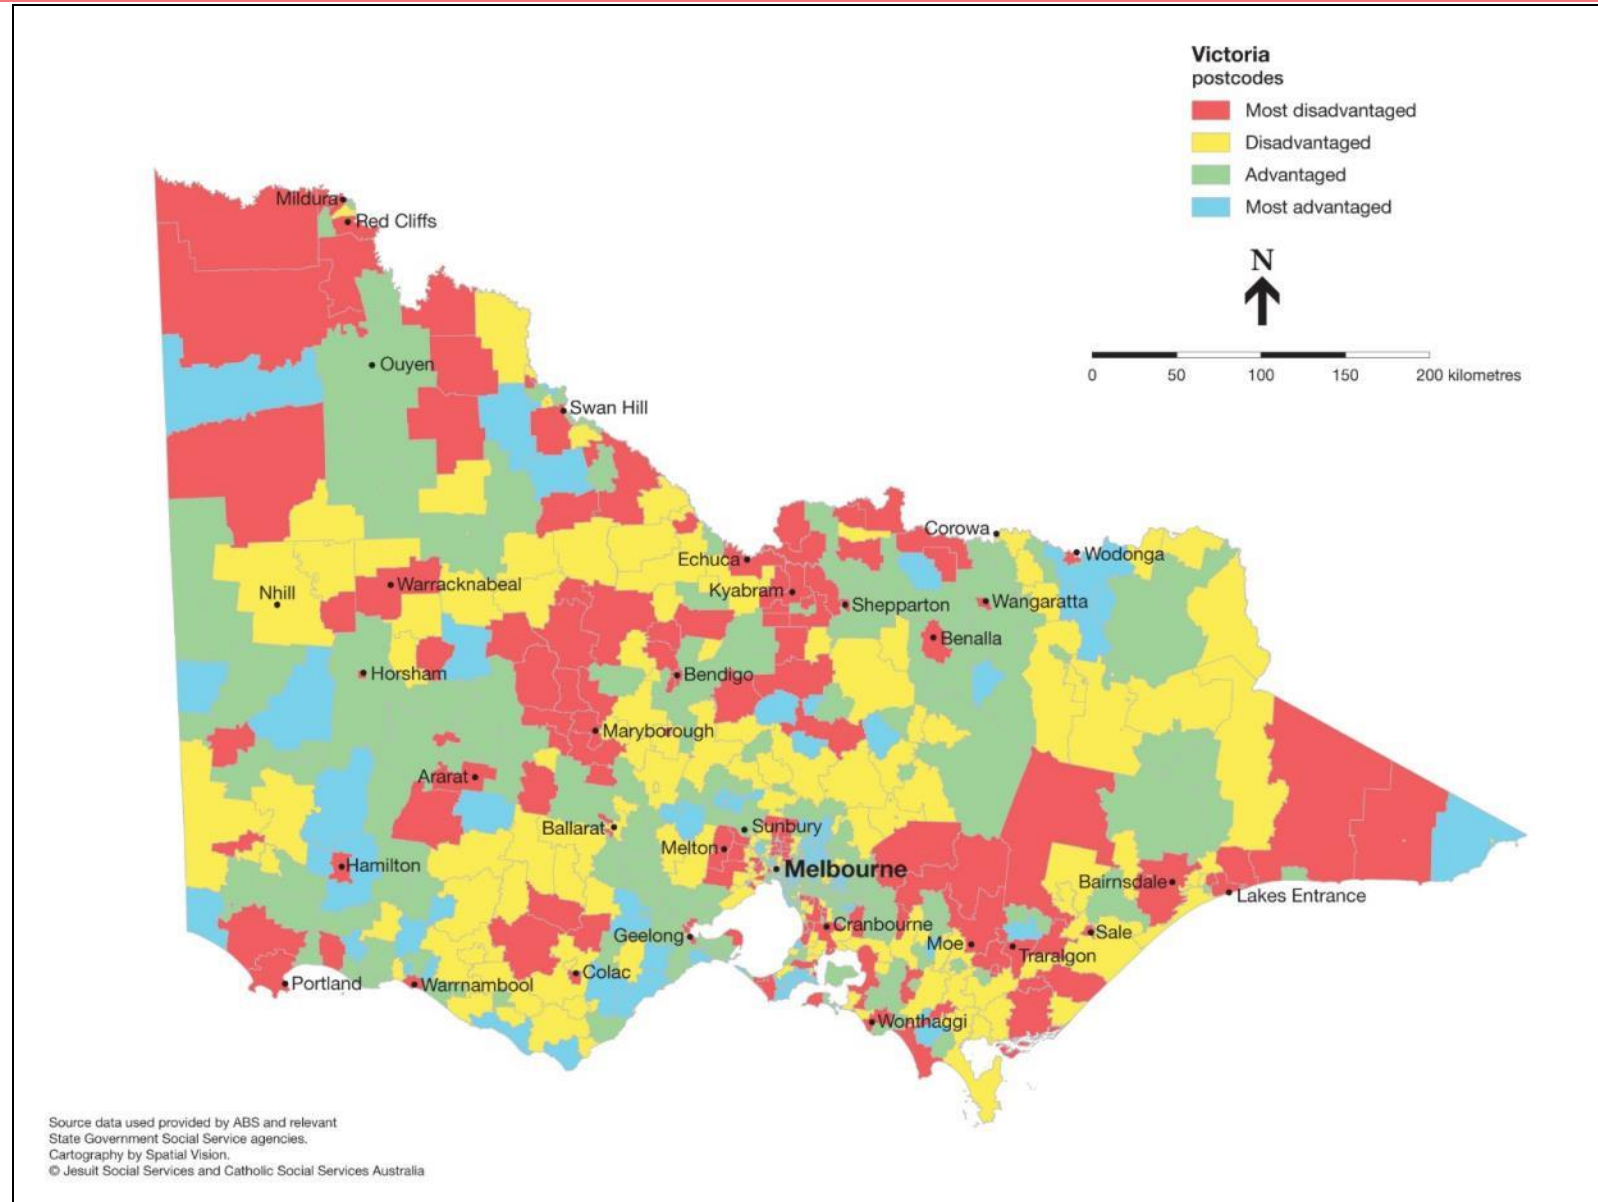 Victoria
postcodes
Most disadvantaged
Disadvantaged
Advantaged
Most advantaged
N
0 50 100 150 200 kilometres
Mildura
Red Cliffs
Ouyen
Swan Hill
Corowa
Echuca
Wodonga
Nhill
Warracknabeal
Kyabram
Shepparton
Wangaratta
Benalla
Horsham
Bendigo
Maryborough
Ararat
Ballarat
Sunbury
Melton
Melbourne
Hamilton
Bairnsdale
Lakes Entrance
Geelong
Cranbourne
Moe
Sale
Traralgon
Colac
Portland
Warrnambool
Wonthaggi
Source data used provided by ABS and relevant
State Government Social Service agencies.
Cartography by Spatial Vision.
© Jesuit Social Services and Catholic Social Services Australia